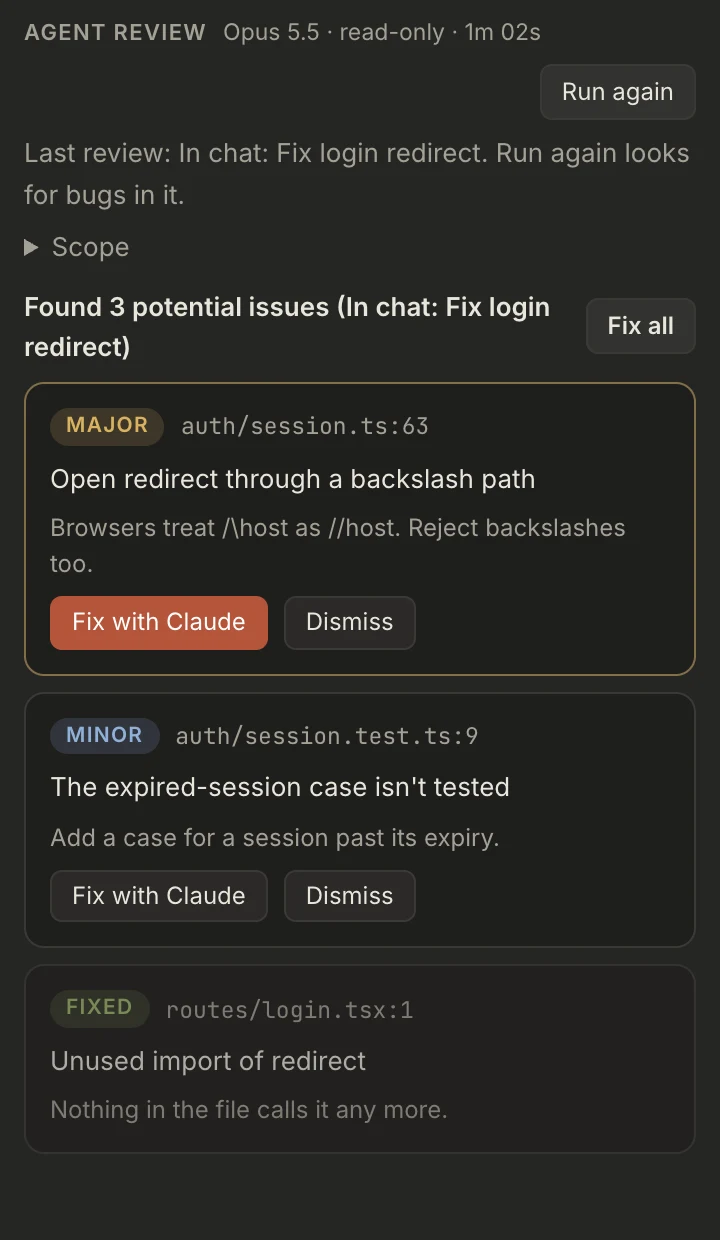 AGENT REVIEW Opus 5.5 · read-only · 1m 02s
Run again
Last review: In chat: Fix login redirect. Run again looks
for bugs in it.
Scope
Found 3 potential issues (In chat: Fix login
redirect)
Fix all
MAJOR auth/session.ts:63
Open redirect through a backslash path
Browsers treat /\host as //host. Reject backslashes
too.
Fix with Claude Dismiss
MINOR auth/session.test.ts:9
The expired-session case isn't tested
Add a case for a session past its expiry.
Fix with Claude Dismiss
FIXED routes/login.tsx:1
Unused import of redirect
Nothing in the file calls it any more.